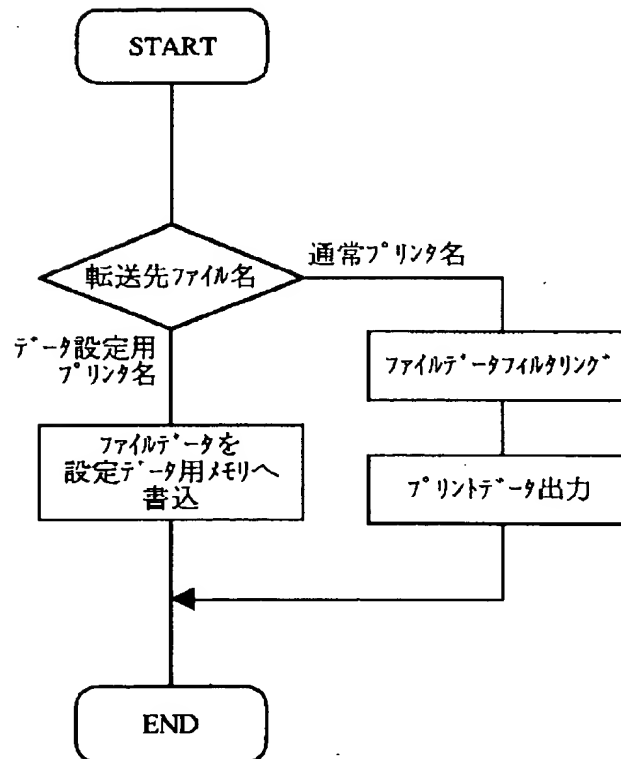 START
転送先ファイル名
通常プリンタ名
データ設定用
プリンタ名
ファイルデータを
設定データ用メモリへ
書込
ファイルデータフィルタリング
プリントデータ出力
END